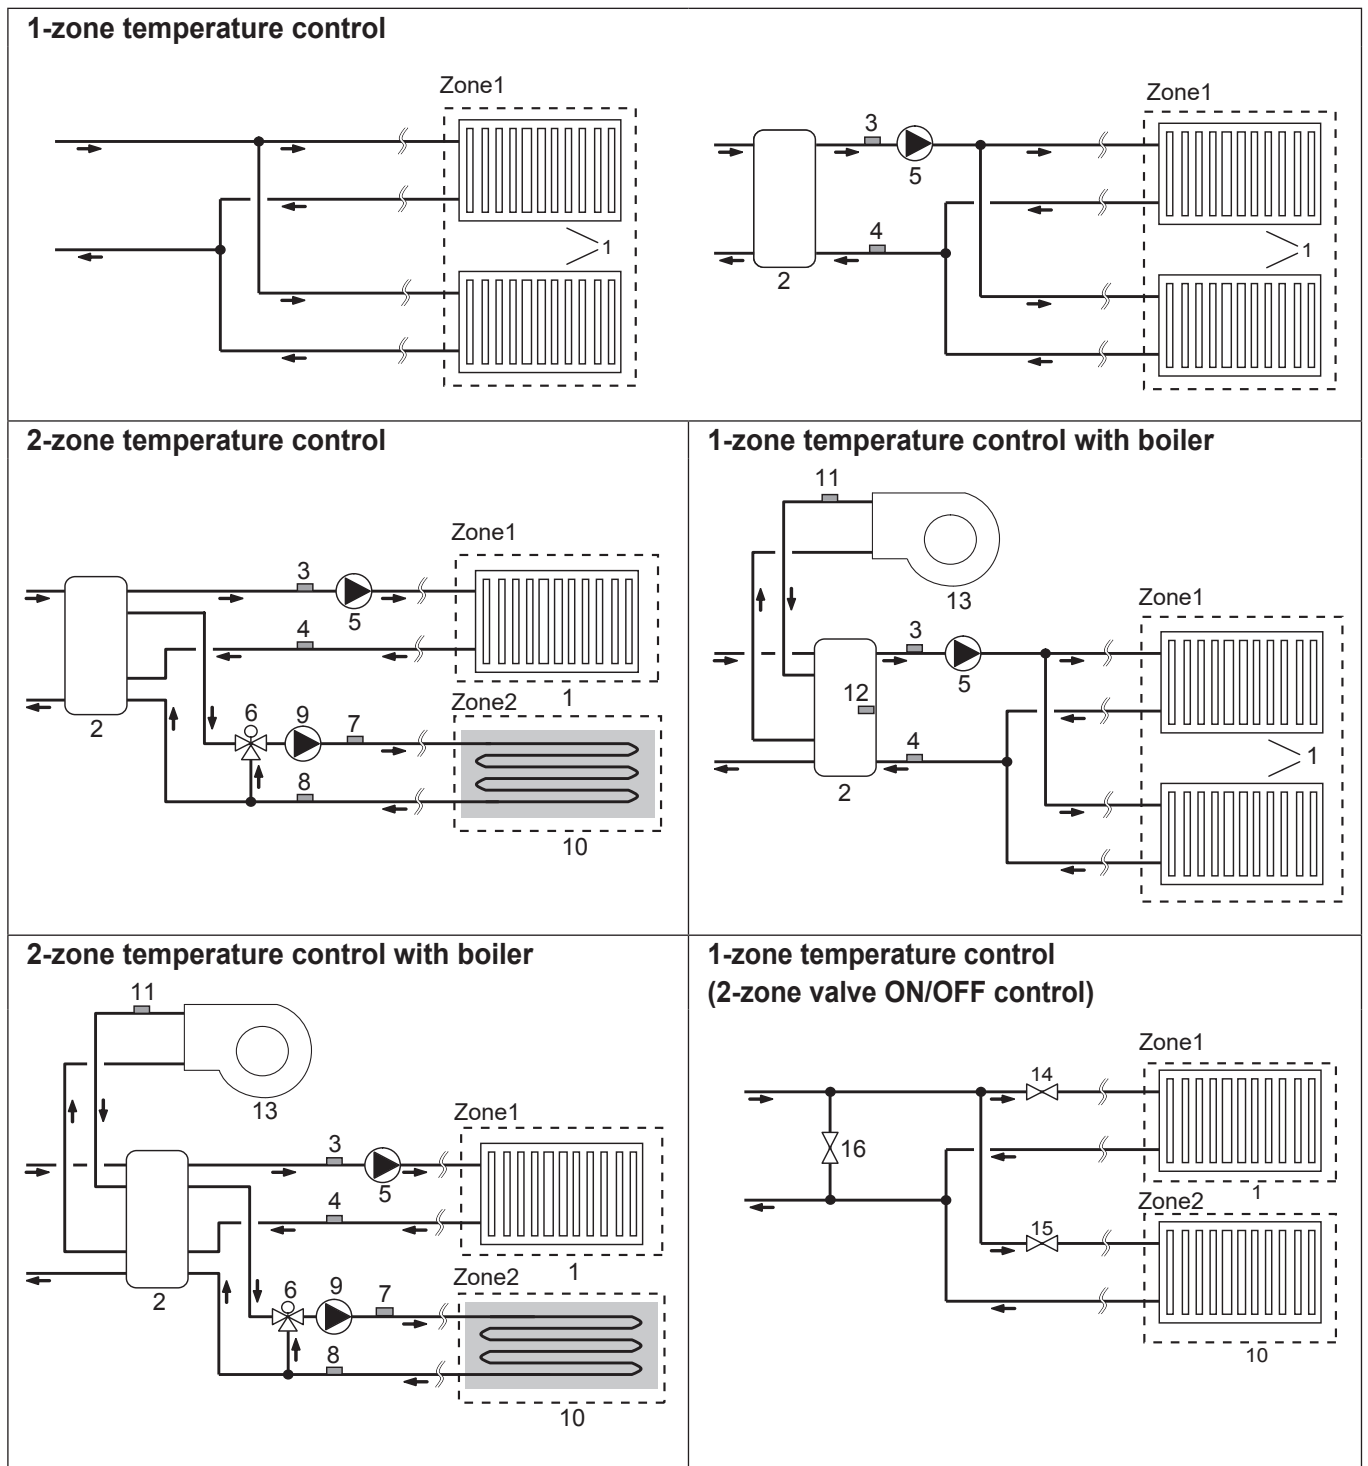 1-zone temperature control
Zone1
1
Zone1
3
5
4
2
1
2-zone temperature control
Zone1
3
5
4
1
Zone2
2
6
9
7
8
10
1-zone temperature control with boiler
11
13
Zone1
3
5
12
4
2
1
2-zone temperature control with boiler
11
13
Zone1
3
5
4
1
Zone2
2
6
9
7
8
10
1-zone temperature control
(2-zone valve ON/OFF control)
Zone1
14
16
1
Zone2
15
10